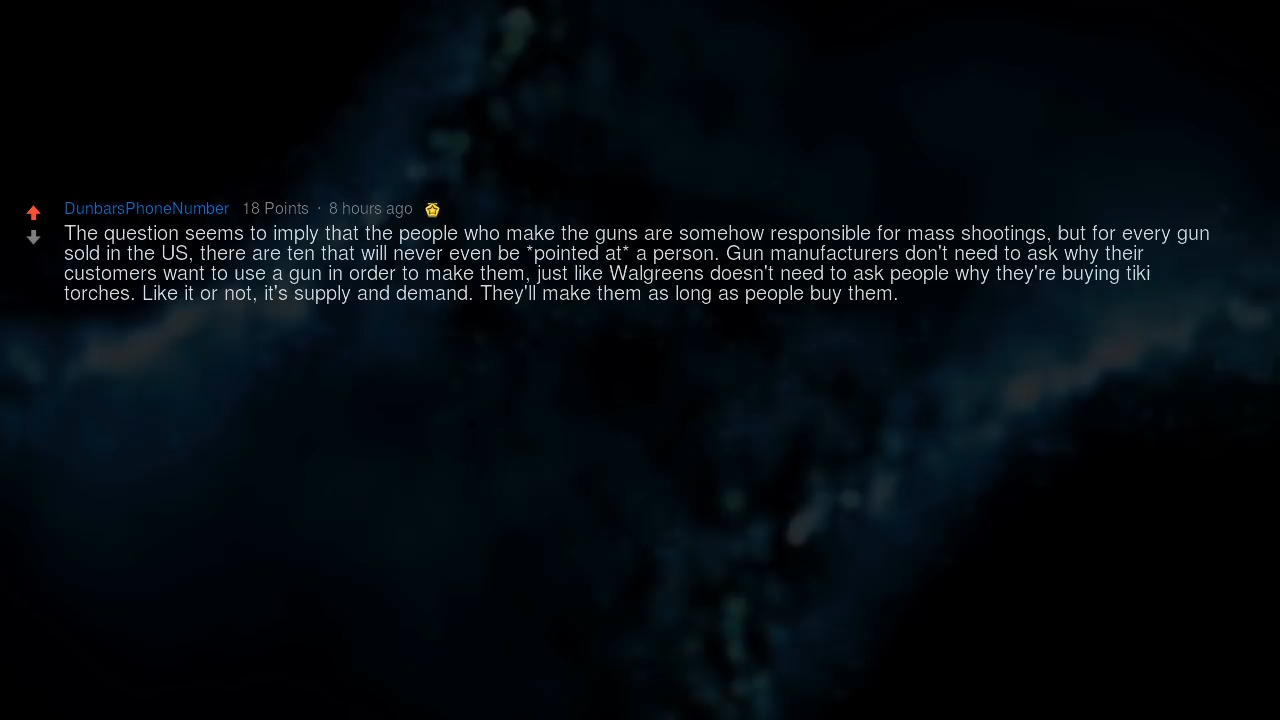 DunbarsPhoneNumber 18 Points · 8 hours ago
The question seems to imply that the people who make the guns are somehow responsible for mass shootings, but for every gun
sold in the US, there are ten that will never even be *pointed at* a person. Gun manufacturers don't need to ask why their
customers want to use a gun in order to make them, just like Walgreens doesn't need to ask people why they're buying tiki
torches. Like it or not, it's supply and demand. They'll make them as long as people buy them.